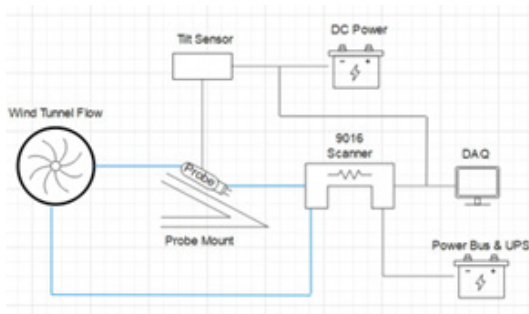 DC Power
Tilt Sensor
Wind Tunnel Flow
9016
Scanner
DAQ
Probe
Probe Mount
Power Bus & UPS